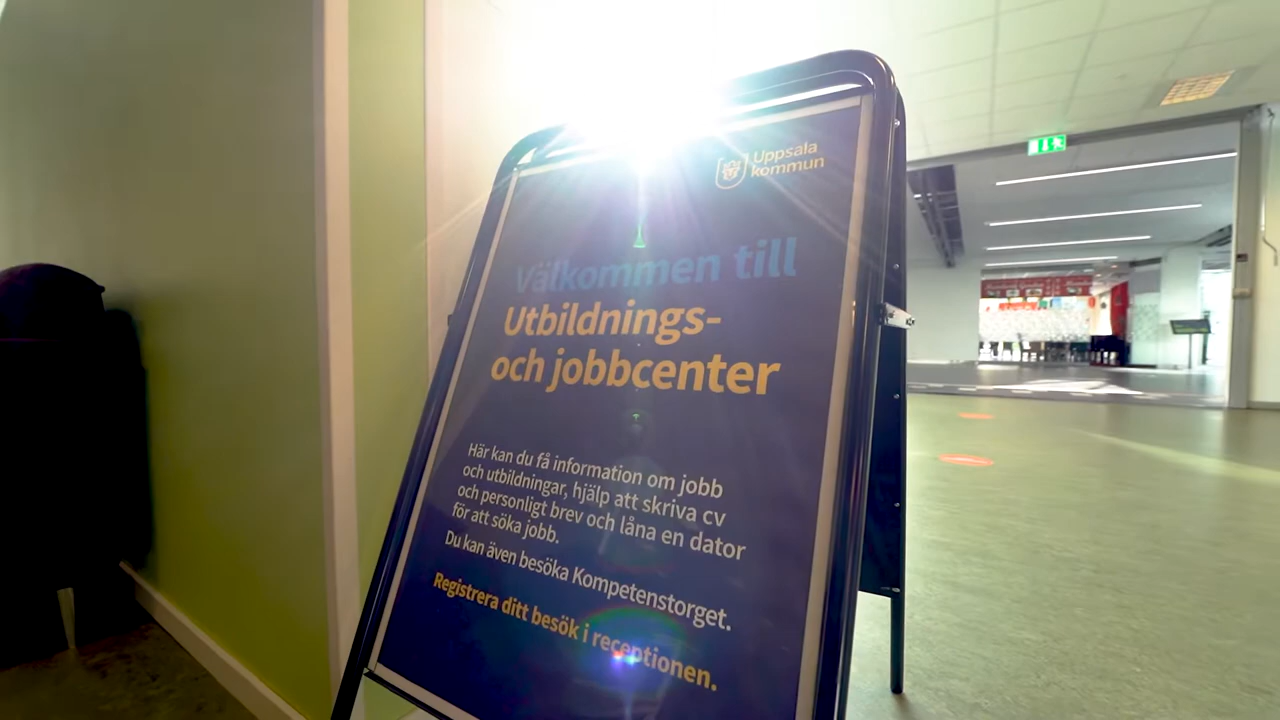 Uppsala
kommun
Välkommen till
Utbildnings-
och jobbcenter
Här kan du få information om jobb
och utbildningar, hjälp att skriva cv
och personligt brev och låna en dator
för att söka jobb.
Du kan även besöka Kompetenstorget.
Registrera ditt besök i receptionen.